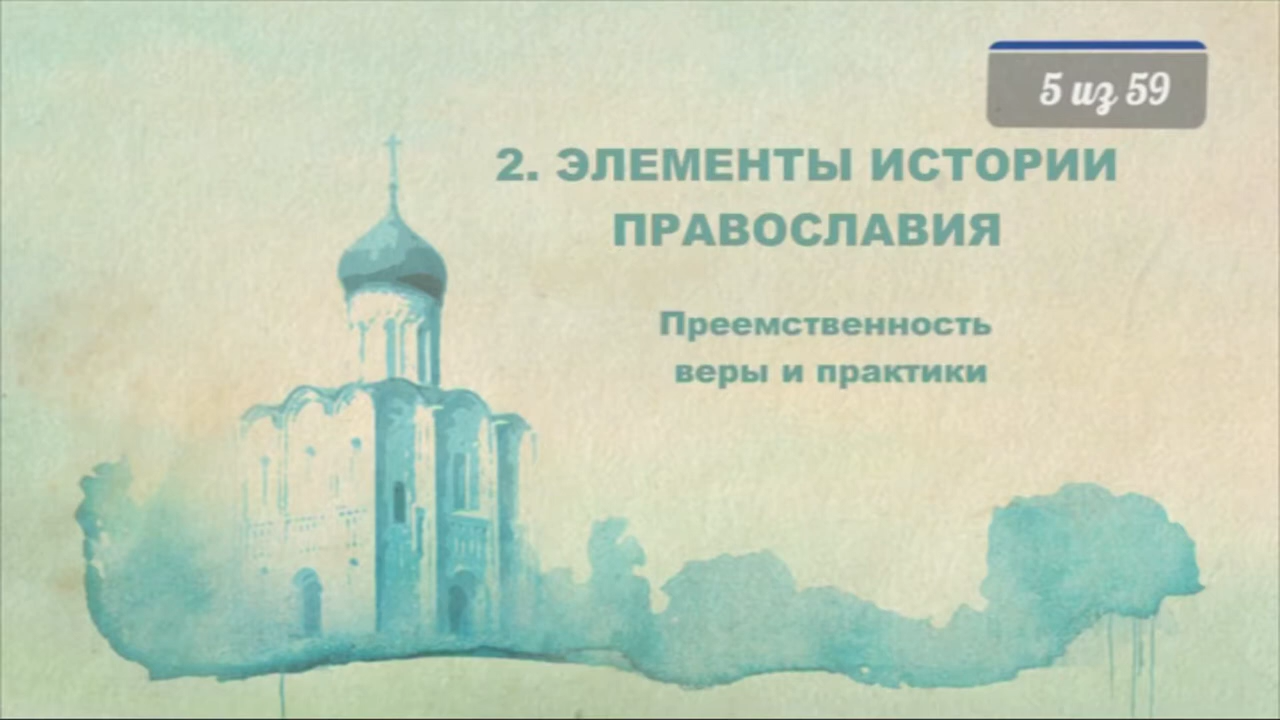 5 из 59
2. ЭЛЕМЕНТЫ ИСТОРИИ
ПРАВОСЛАВИЯ
Преемственность
веры и практики